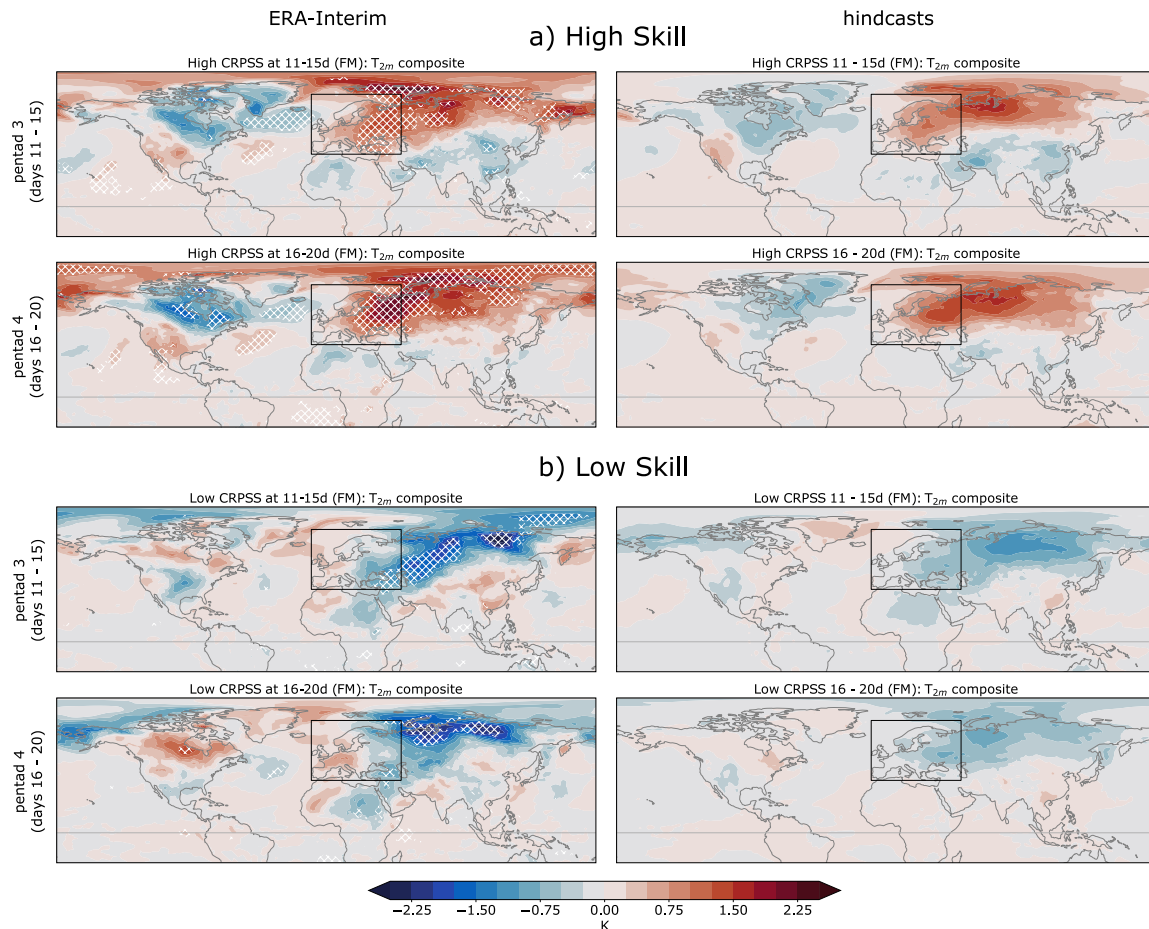 ERA-Interim hindcasts
a) High Skill
High CRPSS at 11-15d (FM): T2m composite High CRPSS 11 - 15d (FM): T2m composite
pentad 3
(days 11 - 15)
High CRPSS at 16-20d (FM): T2m composite High CRPSS 16 - 20d (FM): T2m composite
pentad 4
(days 16 - 20)
b) Low Skill
Low CRPSS at 11-15d (FM): T2m composite Low CRPSS 11 - 15d (FM): T2m composite
pentad 3
(days 11 - 15)
Low CRPSS at 16-20d (FM): T2m composite Low CRPSS 16 - 20d (FM): T2m composite
pentad 4
(days 16 - 20)
−2.25 −1.50 −0.75 0.00 0.75 1.50 2.25
K